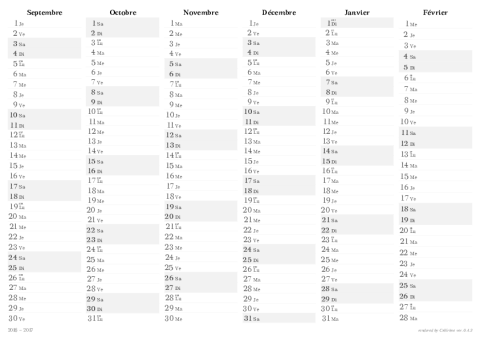 Septembre
1 Je
2 Ve
3 Sa
4 Di
5 Lu
6 Ma
7 Me
8 Je
9 Ve
10 Sa
11 Di
12 Lu
13 Ma
14 Me
15 Je
16 Ve
17 Sa
18 Di
19 Lu
20 Ma
21 Me
22 Je
23 Ve
24 Sa
25 Di
26 Lu
27 Ma
28 Me
29 Je
30 Ve
Octobre
1 Sa
2 Di
3 Lu
4 Ma
5 Me
6 Je
7 Ve
8 Sa
9 Di
10 Lu
11 Ma
12 Me
13 Je
14 Ve
15 Sa
16 Di
17 Lu
18 Ma
19 Me
20 Je
21 Ve
22 Sa
23 Di
24 Lu
25 Ma
26 Me
27 Je
28 Ve
29 Sa
30 Di
31 Lu
Novembre
1 Ma
2 Me
3 Je
4 Ve
5 Sa
6 Di
7 Lu
8 Ma
9 Me
10 Je
11 Ve
12 Sa
13 Di
14 Lu
15 Ma
16 Me
17 Je
18 Ve
19 Sa
20 Di
21 Lu
22 Ma
23 Me
24 Je
25 Ve
26 Sa
27 Di
28 Lu
29 Ma
30 Me
Décembre
1 Je
2 Ve
3 Sa
4 Di
5 Lu
6 Ma
7 Me
8 Je
9 Ve
10 Sa
11 Di
12 Lu
13 Ma
14 Me
15 Je
16 Ve
17 Sa
18 Di
19 Lu
20 Ma
21 Me
22 Je
23 Ve
24 Sa
25 Di
26 Lu
27 Ma
28 Me
29 Je
30 Ve
31 Sa
Janvier
1 Di
2 Lu
3 Ma
4 Me
5 Je
6 Ve
7 Sa
8 Di
9 Lu
10 Ma
11 Me
12 Je
13 Ve
14 Sa
15 Di
16 Lu
17 Ma
18 Me
19 Je
20 Ve
21 Sa
22 Di
23 Lu
24 Ma
25 Me
26 Je
27 Ve
28 Sa
29 Di
30 Lu
31 Ma
Février
1 Me
2 Je
3 Ve
4 Sa
5 Di
6 Lu
7 Ma
8 Me
9 Je
10 Ve
11 Sa
12 Di
13 Lu
14 Ma
15 Me
16 Je
17 Ve
18 Sa
19 Di
20 Lu
21 Ma
22 Me
23 Je
24 Ve
25 Sa
26 Di
27 Lu
28 Ma
2016 - 2017